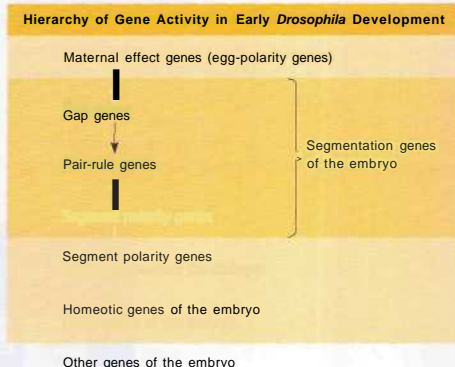 Hierarchy of Gene Activity in Early Drosophila Development
Maternal effect genes (egg-polarity genes)
Gap genes
Segmentation genes
of the embryo
Pair-rule genes
Segment polarity genes
Homeotic genes of the embryo
Other genes of the embryo